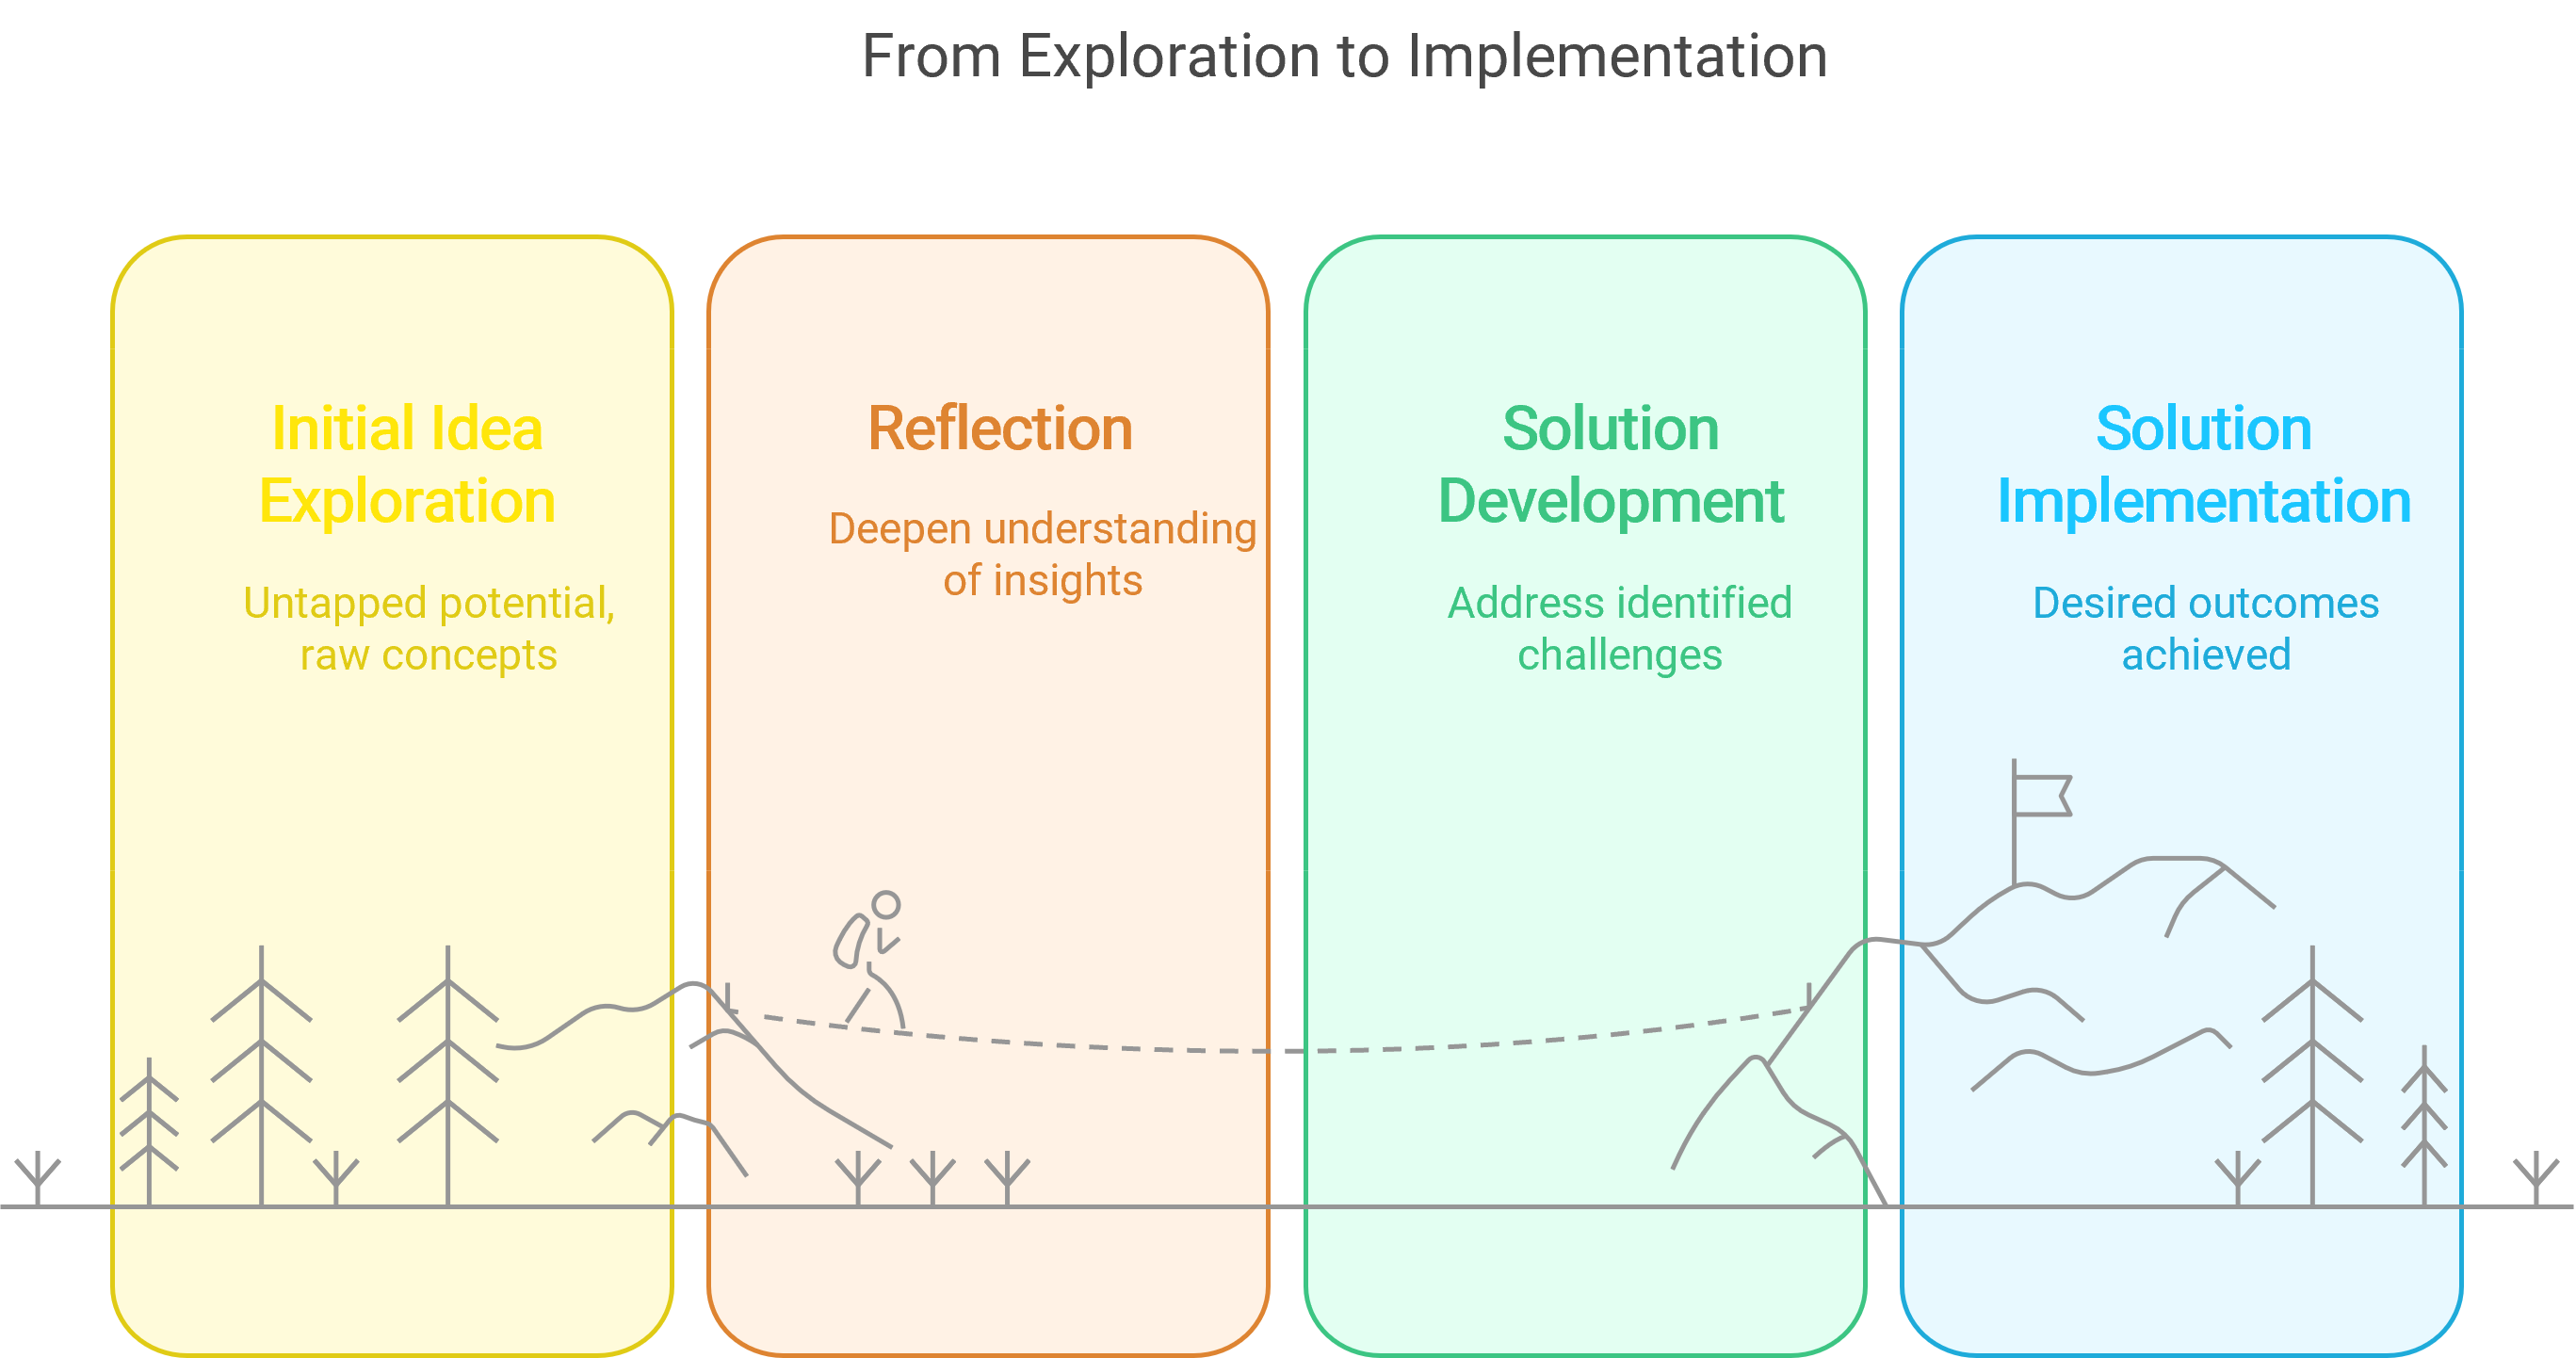 From Exploration to Implementation
Initial Idea
Exploration
Untapped potential,
raw concepts
Reflection
Deepen understanding
of insights
Solution
Development
Address identified
challenges
Solution
Implementation
Desired outcomes
achieved